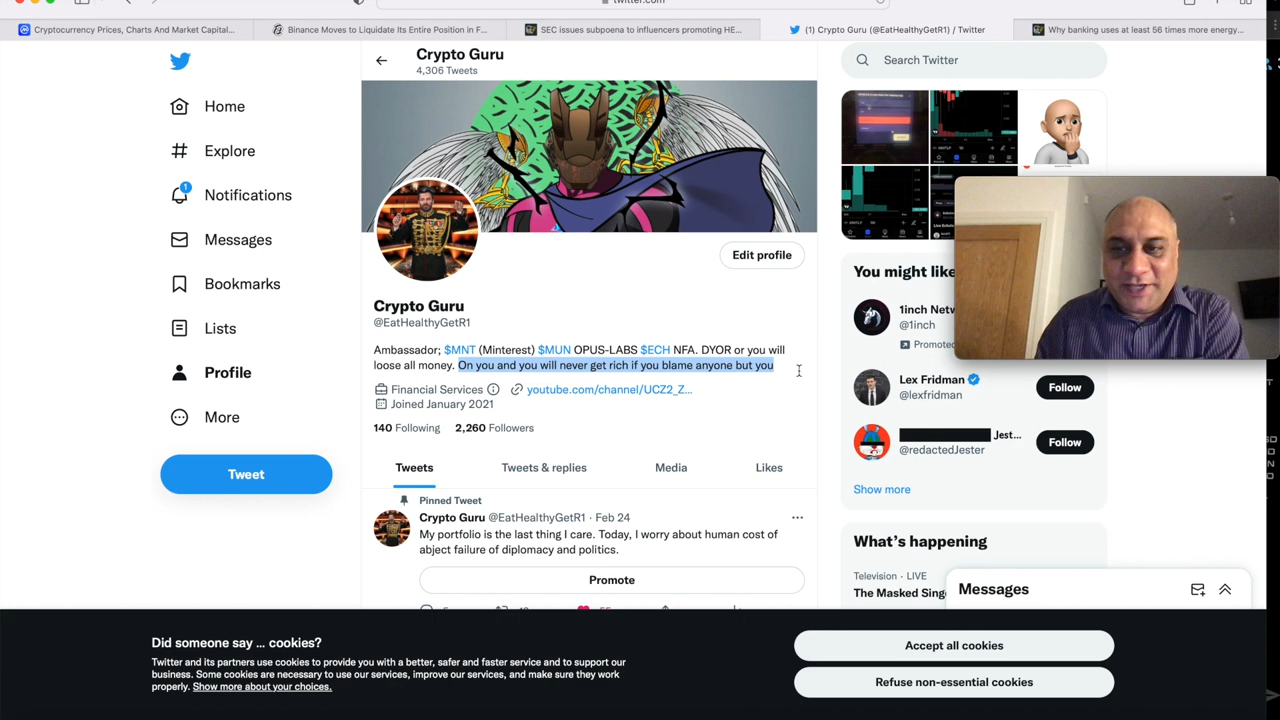 twitter.com
Cryptocurrency Prices, Charts And Market Capital...
Binance Moves to Liquidate Its Entire Position in F...
SEC issues subpoena to influencers promoting HE...
(1) Crypto Guru (@EatHealthyGetR1) / Twitter
Why banking uses at least 56 times more energy...
Home
Explore
1
Notifications
Messages
Bookmarks
Lists
Profile
More
Tweet
Crypto Guru
4,306 Tweets
Edit profile
Crypto Guru
@EatHealthyGetR1
Ambassador; $MNT (Minterest) $MUN OPUS-LABS $ECH NFA. DYOR or you will
loose all money. On you and you will never get rich if you blame anyone but you
Financial Services youtube.com/channel/UCZ2_Z...
Joined January 2021
140 Following 2,260 Followers
Tweets Tweets & replies Media Likes
Pinned Tweet
Crypto Guru @EatHealthyGetR1 · Feb 24
My portfolio is the last thing I care. Today, I worry about human cost of
abject failure of diplomacy and politics.
Promote
Search Twitter
You might like
1inch Netw
@1inch
Promoted
Lex Fridman
@lexfridman
Follow
Jest...
@redactedJester
Follow
Show more
What's happening
Television · LIVE
The Masked Sing
Messages
Did someone say … cookies?
Twitter and its partners use cookies to provide you with a better, safer and faster service and to support our
business. Some cookies are necessary to use our services, improve our services, and make sure they work
properly. Show more about your choices.
Accept all cookies
Refuse non-essential cookies